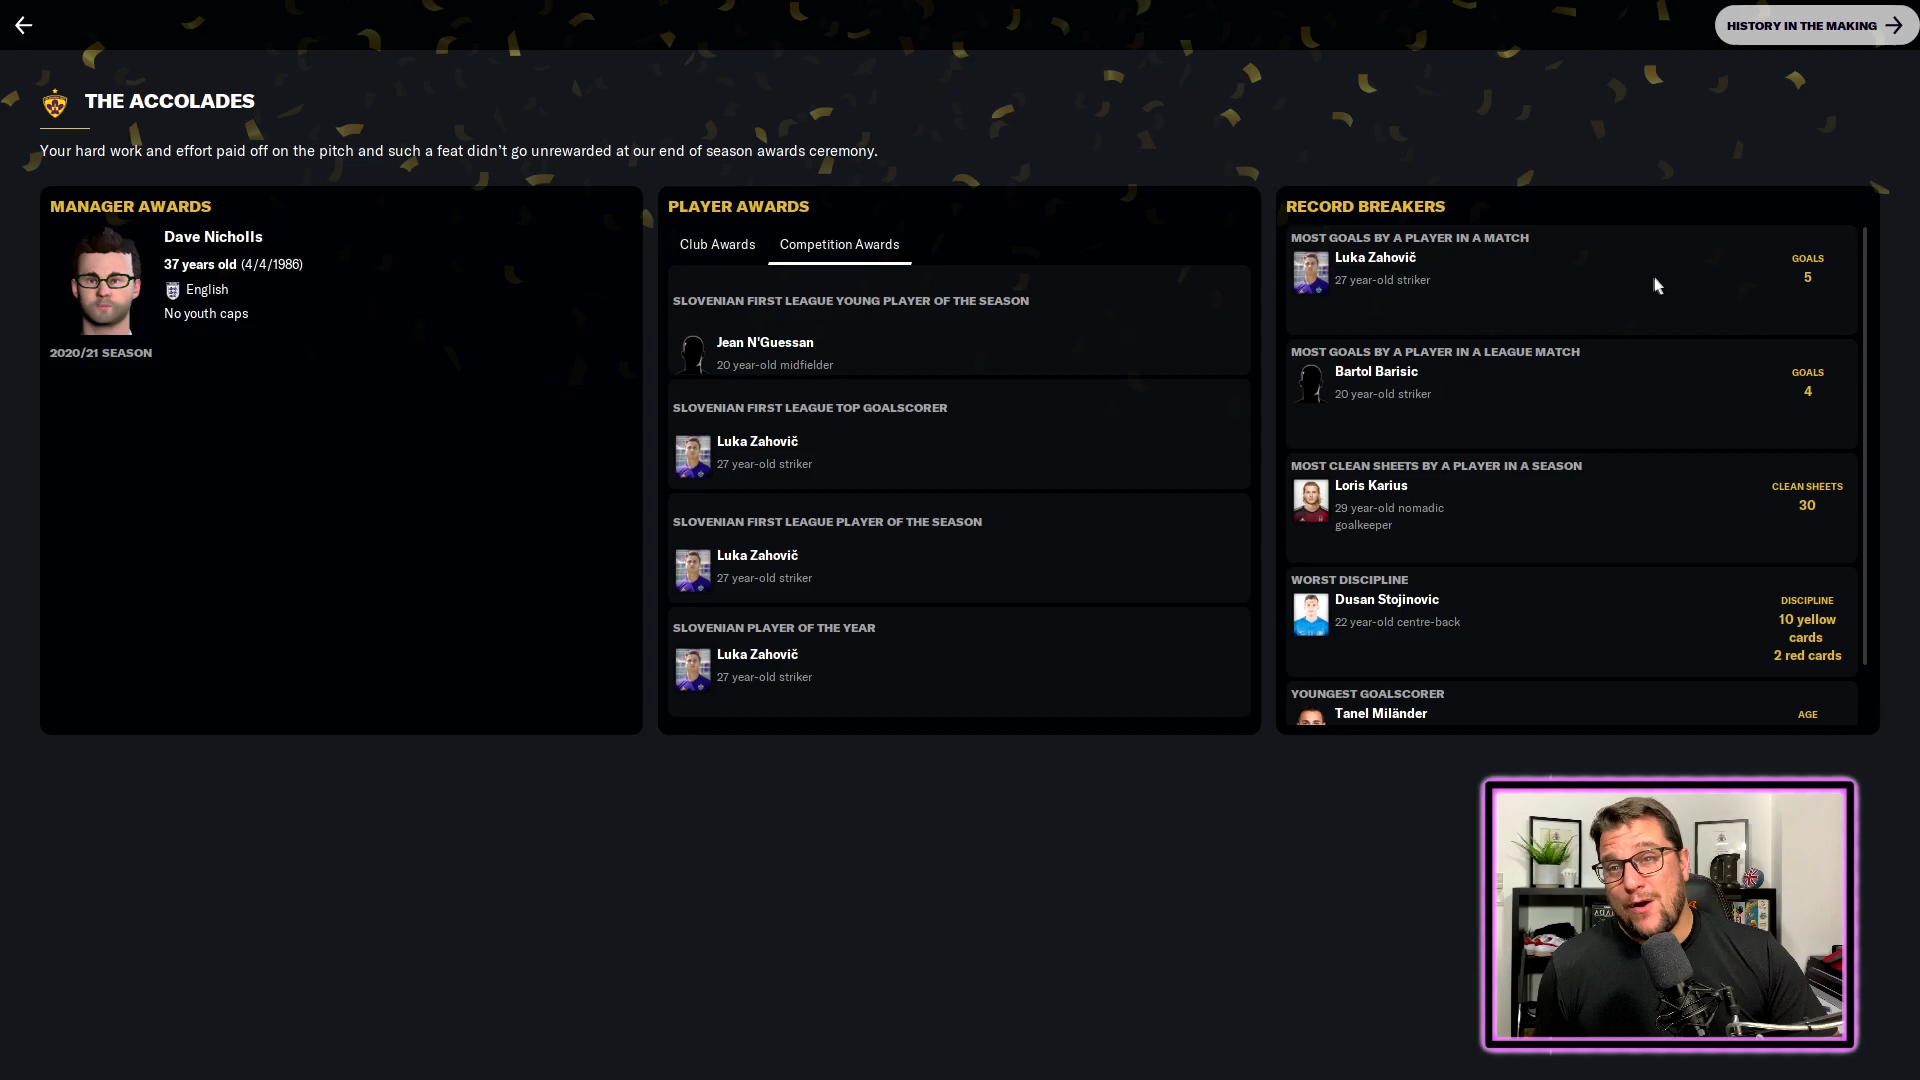 HISTORY IN THE MAKING
THE ACCOLADES
Your hard work and effort paid off on the pitch and such a feat didn't go unrewarded at our end of season awards ceremony.
MANAGER AWARDS
Dave Nicholls
37 years old (4/4/1986)
English
No youth caps
2020/21 SEASON
PLAYER AWARDS
Club Awards
Competition Awards
SLOVENIAN FIRST LEAGUE YOUNG PLAYER OF THE SEASON
Jean N'Guessan
20 year-old midfielder
SLOVENIAN FIRST LEAGUE TOP GOALSCORER
Luka Zahovič
27 year-old striker
SLOVENIAN FIRST LEAGUE PLAYER OF THE SEASON
Luka Zahovič
27 year-old striker
SLOVENIAN PLAYER OF THE YEAR
Luka Zahovič
27 year-old striker
RECORD BREAKERS
MOST GOALS BY A PLAYER IN A MATCH
Luka Zahovič
27 year-old striker
GOALS
5
MOST GOALS BY A PLAYER IN A LEAGUE MATCH
Bartol Barisic
20 year-old striker
GOALS
4
MOST CLEAN SHEETS BY A PLAYER IN A SEASON
Loris Karius
29 year-old nomadic
goalkeeper
CLEAN SHEETS
30
WORST DISCIPLINE
Dusan Stojinovic
22 year-old centre-back
DISCIPLINE
10 yellow
cards
2 red cards
YOUNGEST GOALSCORER
Tanel Miländer
AGE